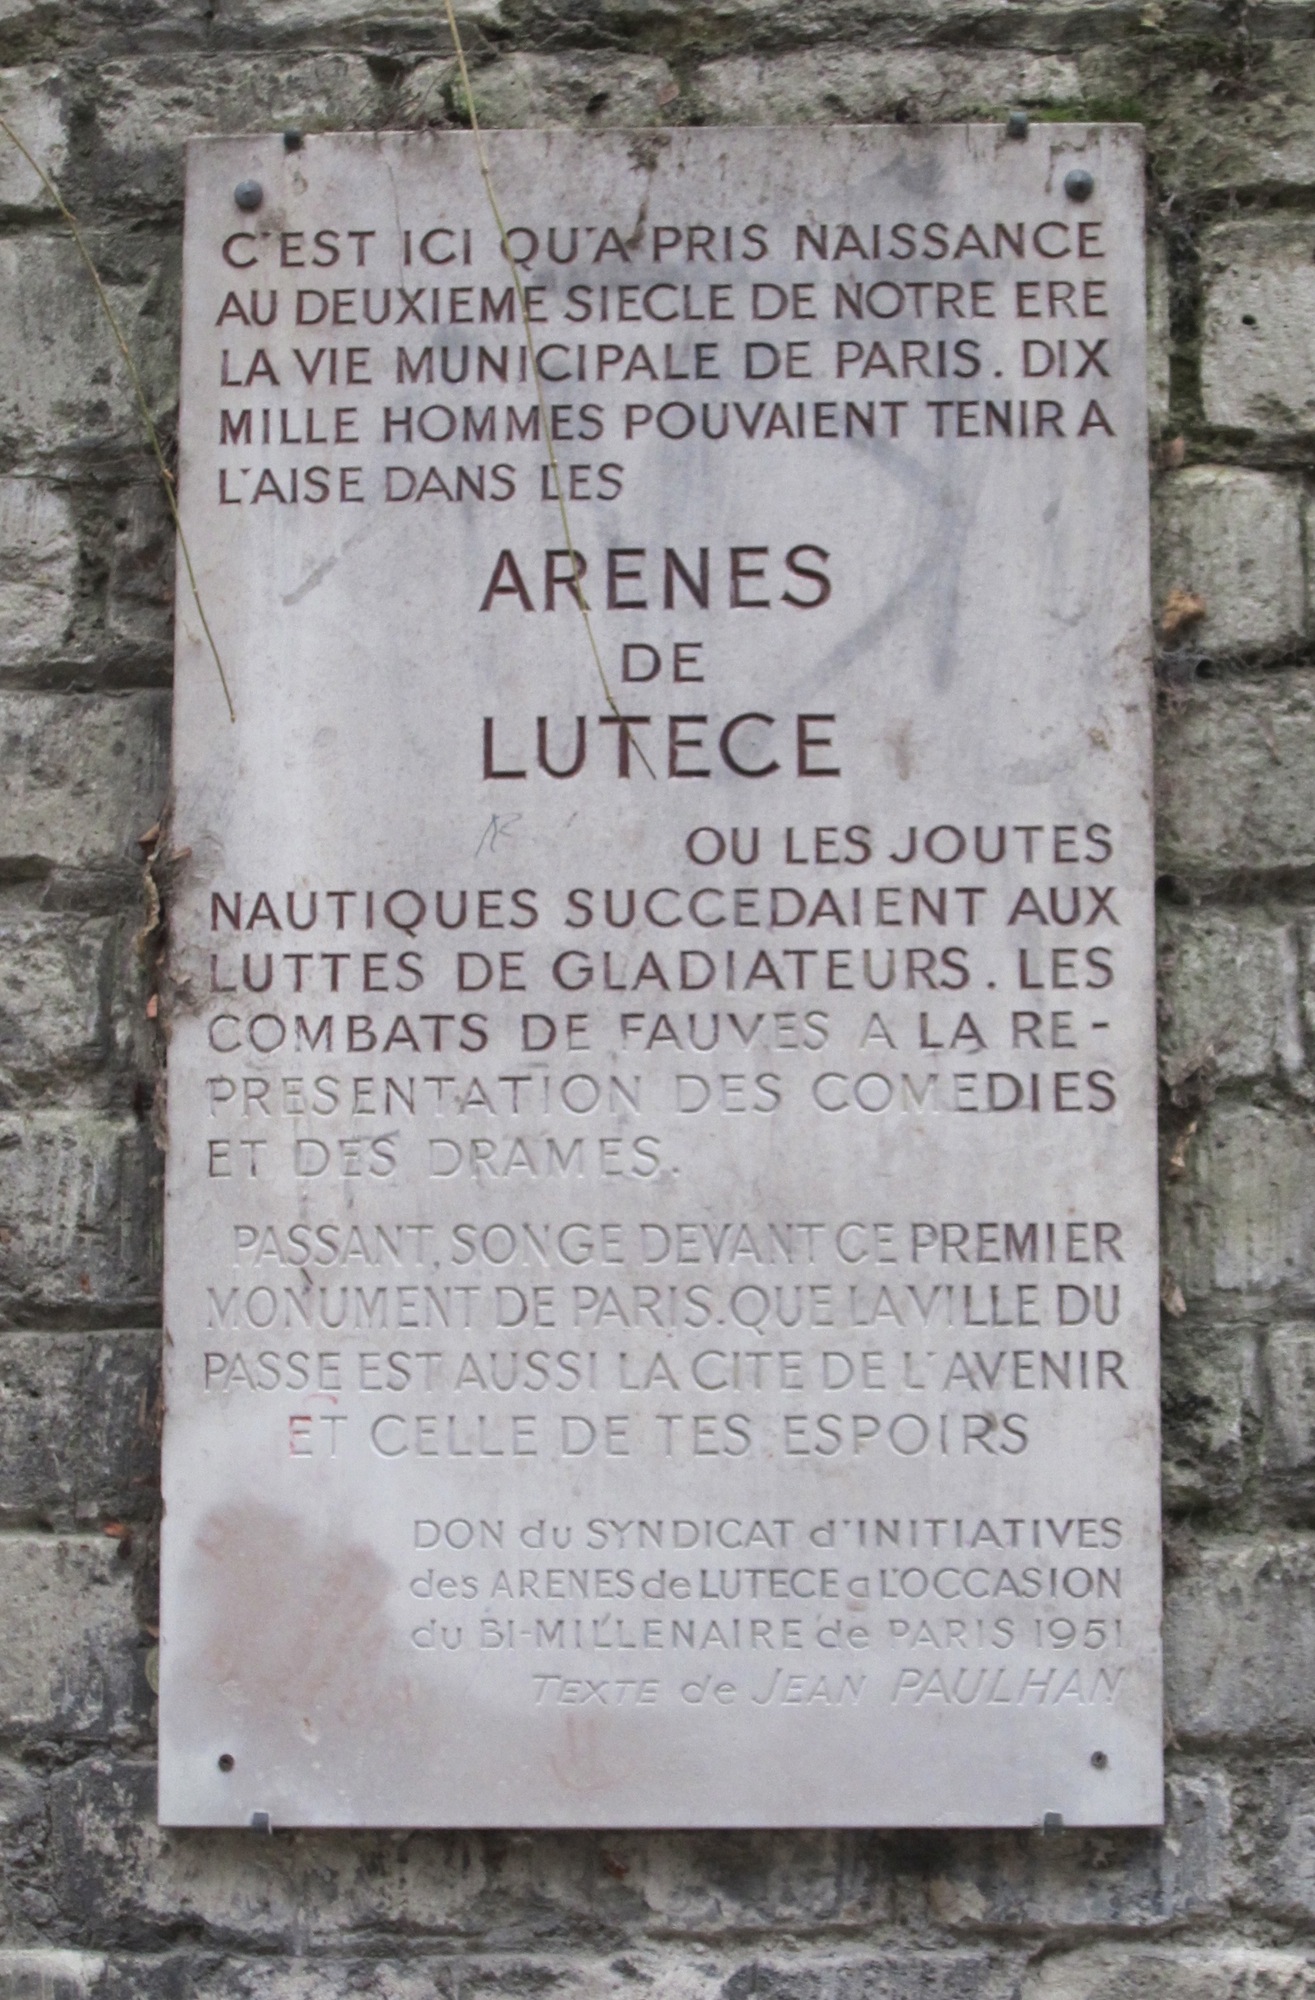 C'EST ICI QU'A PRIS NAISSANCE
AU DEUXIEME SIECLE DE NOTRE ERE
LA VIE MUNICIPALE DE PARIS. DIX
MILLE HOMMES POUVAIENT TENIR A
L'AISE DANS LES
ARENES
DE
LUTECE
OU LES JOUTES
NAUTIQUES SUCCEDAIENT AUX
LUTTES DE GLADIATEURS. LES
COMBATS DE FAUVES A LA RE-
PRESENTATION DES COMEDIES
ET DES DRAMES.
PASSANT, SONGE DEVANT CE PREMIER
MONUMENT DE PARIS. QUE LA VILLE DU
PASSE EST AUSSI LA CITE DE L'AVENIR
ET CELLE DE TES ESPOIRS
DON du SYNDICAT d'INITIATIVES
des ARENES de LUTECE a L'OCCASION
du BI-MILLENAIRE de PARIS 1951
TEXTE de JEAN PAULHAN